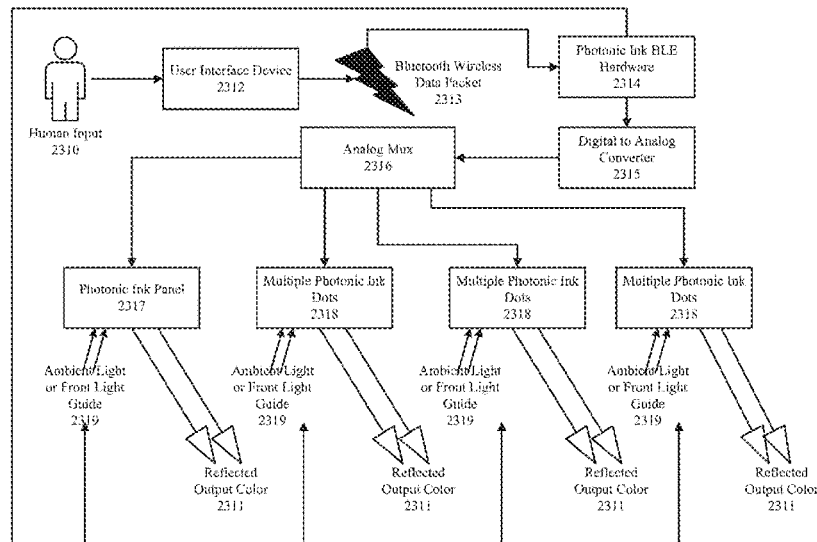 Human Input
2310
User Interface Device
2312
Bluetooth Wireless
Data Packet
2313
Photonic Ink BLE
Hardware
2314
Analog Mux
2316
Digital to Analog
Converter
2315
Photonic Ink Panel
2317
Multiple Photonic Ink
Dots
2318
Multiple Photonic Ink
Dots
2318
Multiple Photonic Ink
Dots
2318
Ambient Light
or Front Light
Guide
2319
Ambient Light
or Front Light
Guide
2319
Ambient Light
or Front Light
Guide
2319
Ambient Light
or Front Light
Guide
2319
Reflected
Output Color
2311
Reflected
Output Color
2311
Reflected
Output Color
2311
Reflected
Output Color
2311